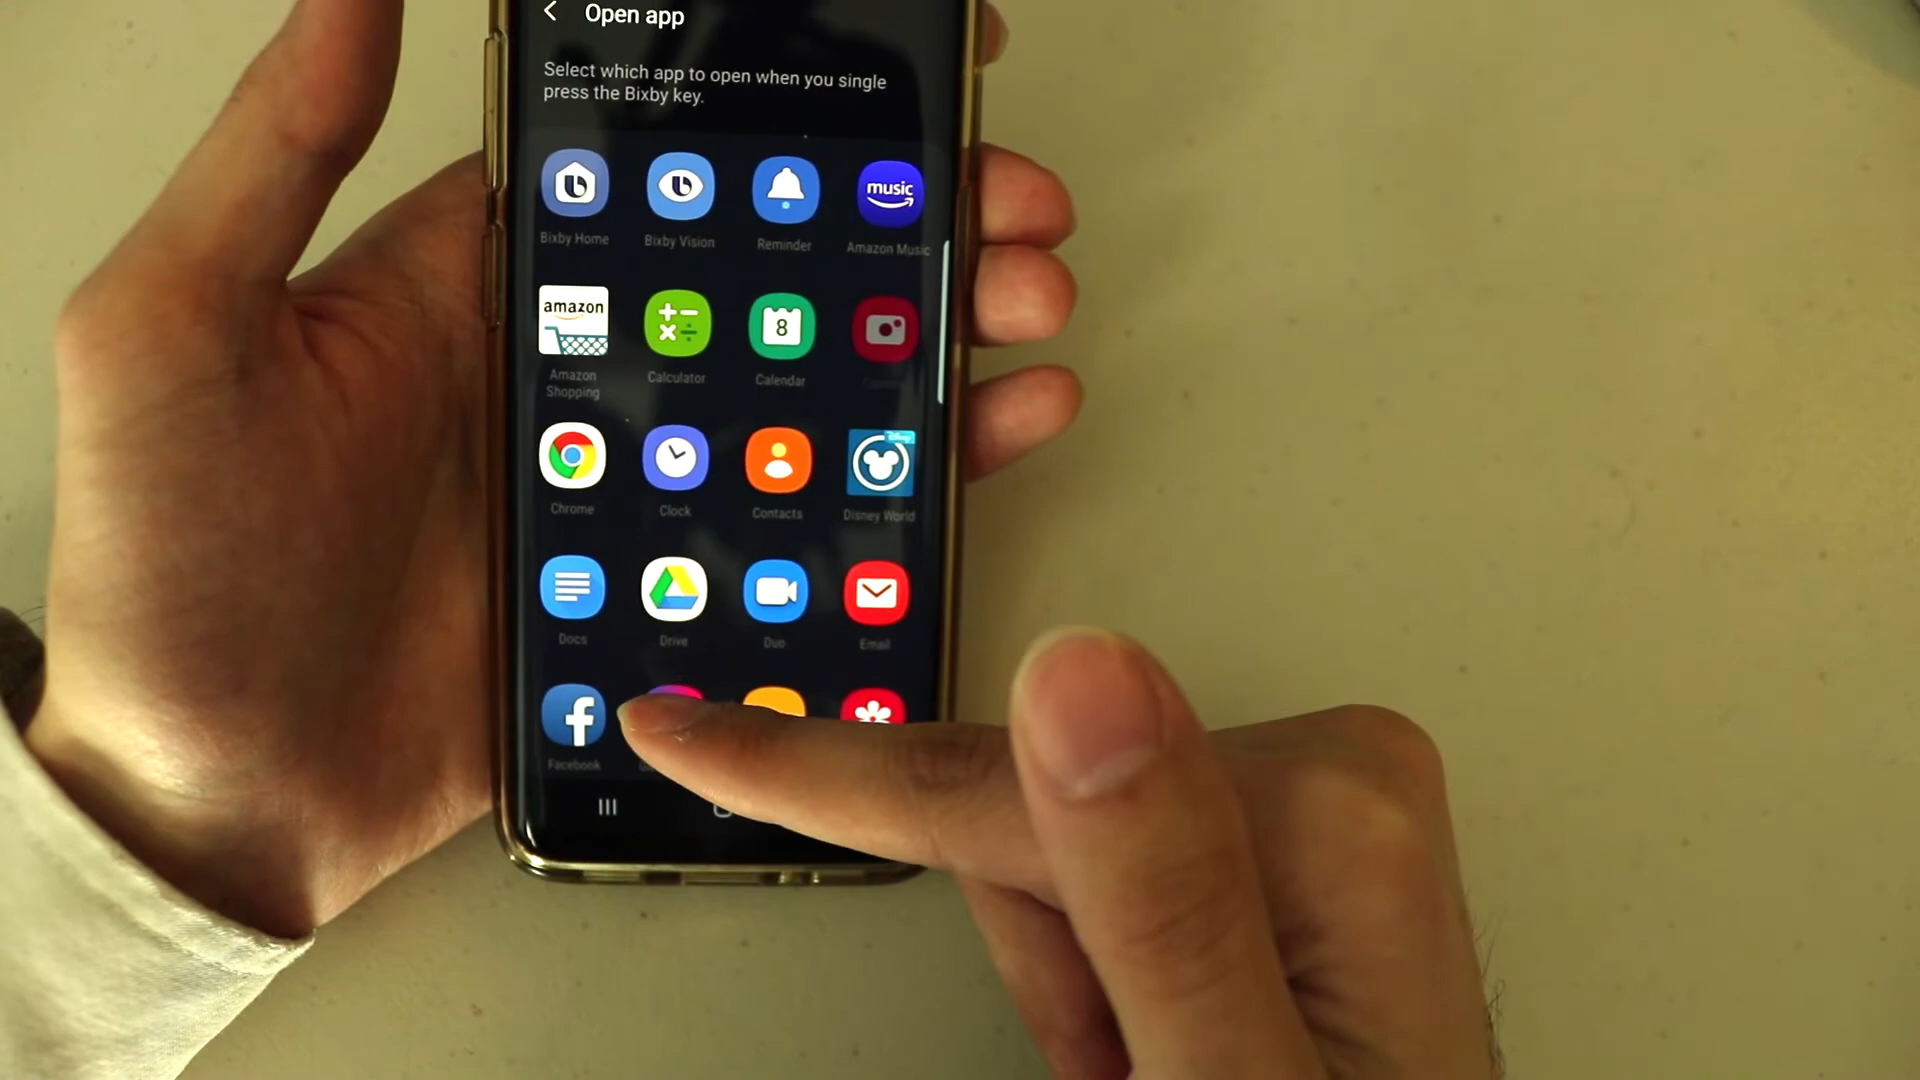 Open app
Select which app to open when you single
press the Bixby key.
music
Bixby Home
Bixby Vision
Reminder
Amazon Music
amazon
8
Amazon
Shopping
Calculator
Calendar
Disney
Chrome
Clock
Contacts
Disney World
Docs
Drive
Duo
Email
Facebook